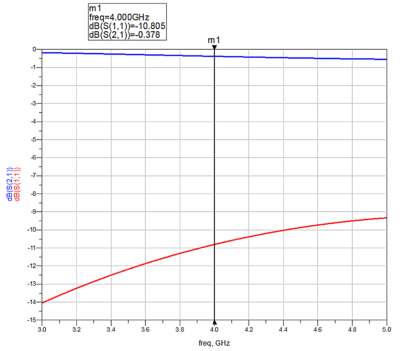 m1
freq=4.000GHz
dB(S(1,1))=-10.805
dB(S(2,1))=-0.378
m1
0
-1
-2
-3
-4
-5
-6
-7
-8
-9
-10
-11
-12
-13
-14
-15
dB(S(2,1))
dB(S(1,1))
3.0 3.2 3.4 3.6 3.8 4.0 4.2 4.4 4.6 4.8 5.0
freq, GHz